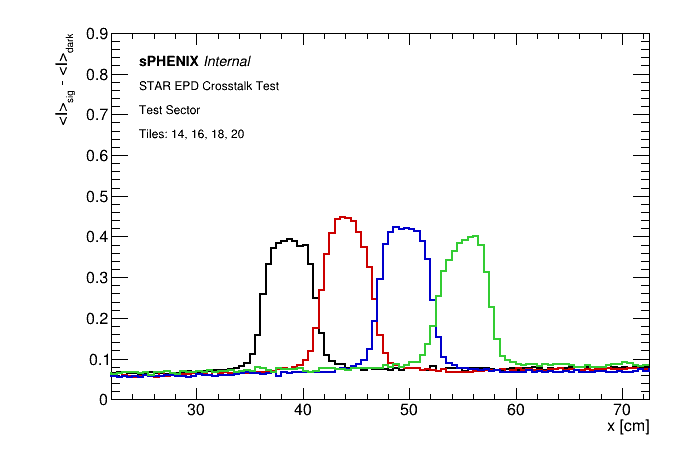 0.9
<I>sig - <I>dark
0.8
sPHENIX Internal
STAR EPD Crosstalk Test
0.7
Test Sector
Tiles: 14, 16, 18, 20
0.6
0.5
0.4
0.3
0.2
0.1
0
30 40 50 60 70
x [cm]